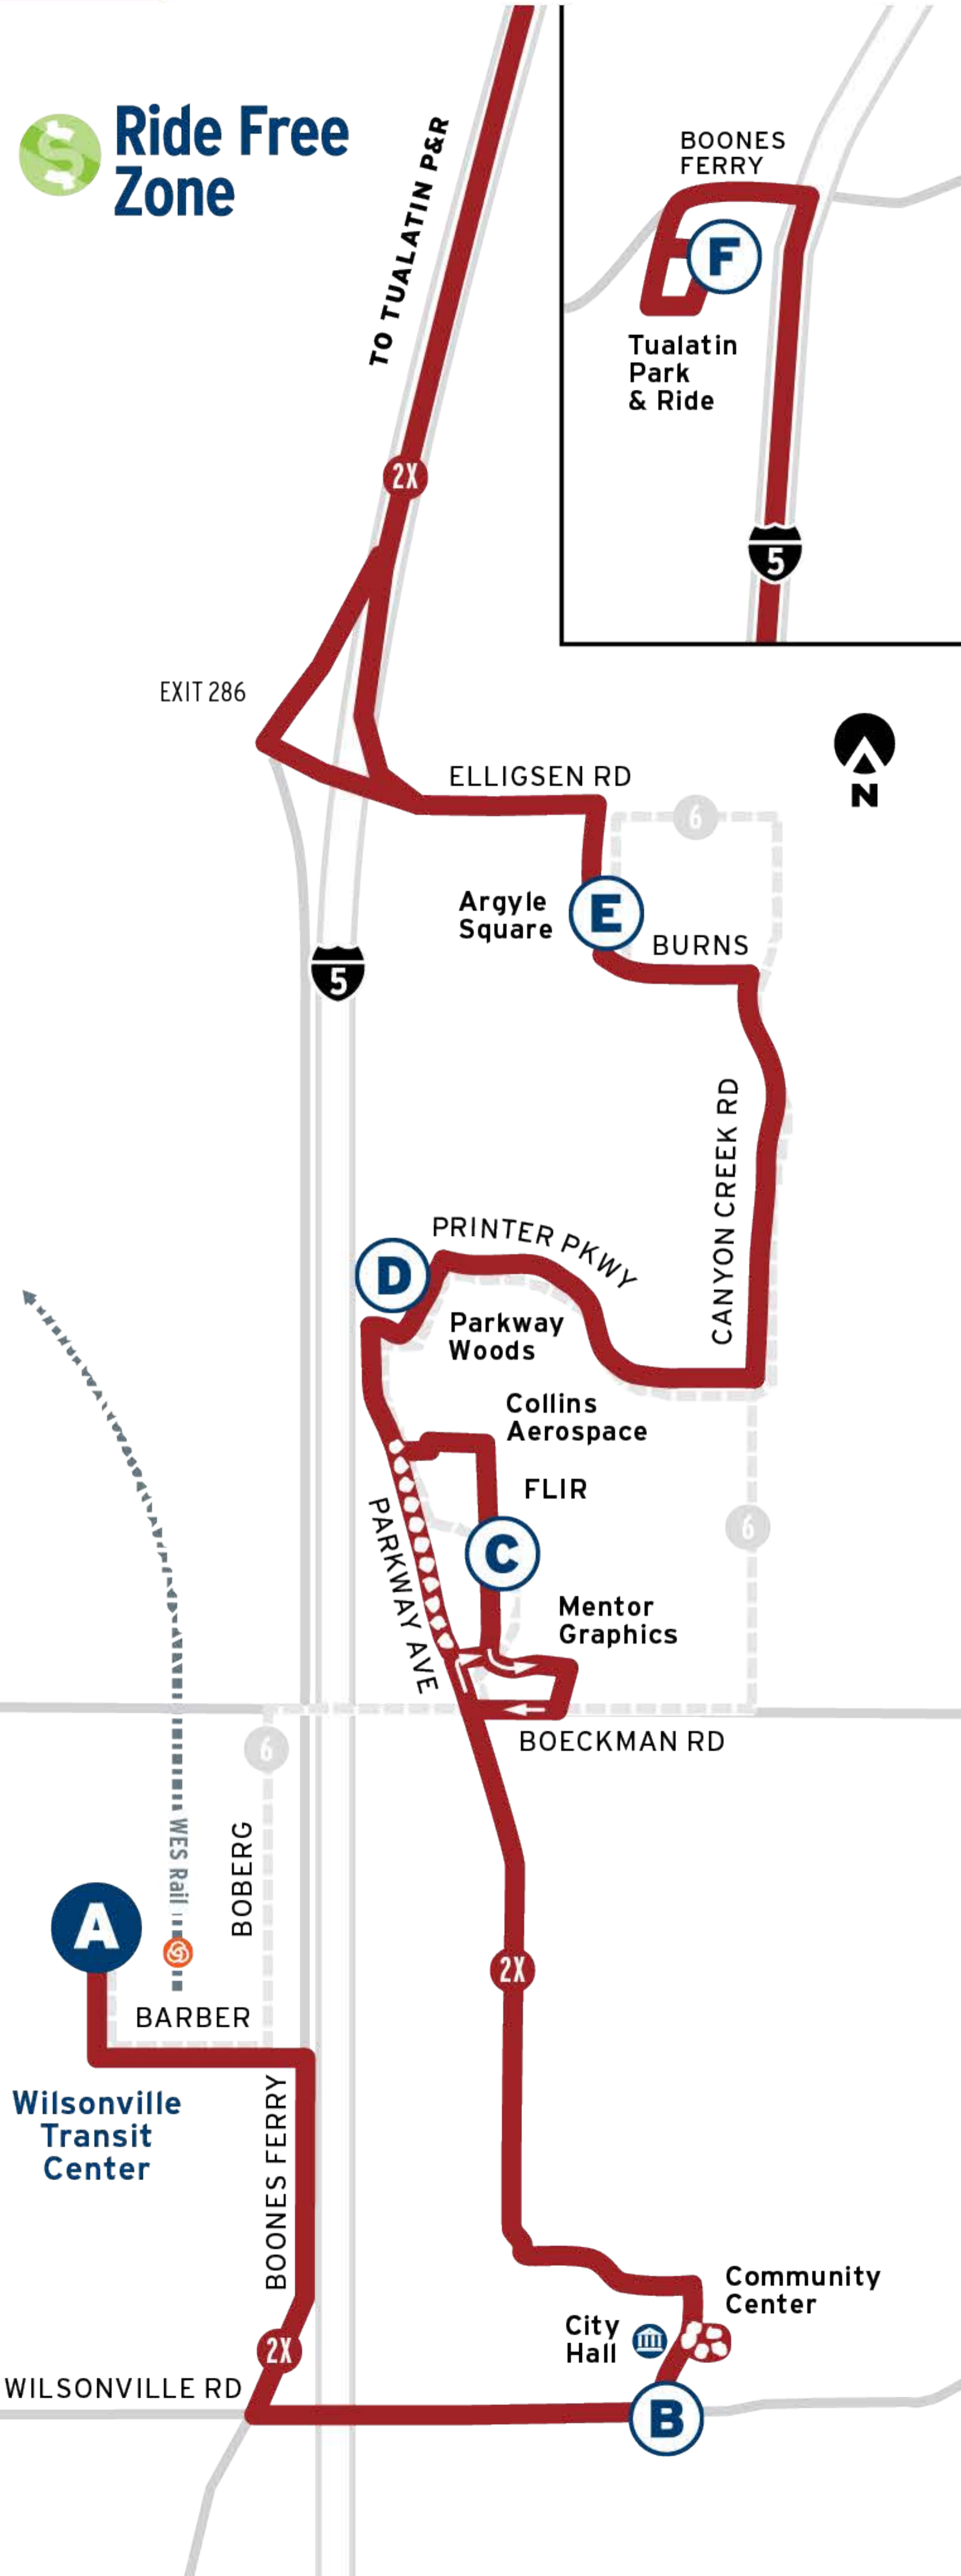 Ride Free
Zone
TO TUALATIN P&R
BOONES
FERRY
F
Tualatin
Park
& Ride
2X
5
EXIT 286
N
ELLIGSEN RD
6
Argyle
Square
E
BURNS
5
CANYON CREEK RD
PRINTER PKWY
D
Parkway
Woods
Collins
Aerospace
FLIR
PARKWAY AVE
C
6
Mentor
Graphics
BOECKMAN RD
6
WES Rail
BOBERG
A
2X
BARBER
Wilsonville
Transit
Center
BOONES FERRY
Community
Center
City
Hall
2X
WILSONVILLE RD
B